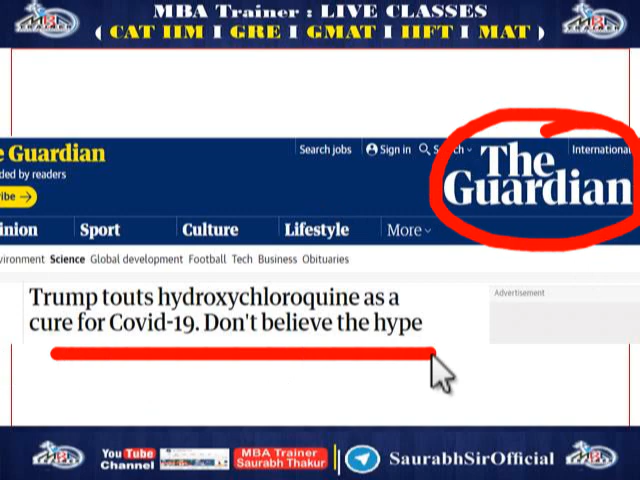 MBA Trainer : LIVE CLASSES
( CAT IIM I GRE I GMAT I IIFT I MAT )
e Guardian
ded by readers
ibe →
Search jobs
Sign in
International
The
Guardian
inion Sport Culture Lifestyle More
vironment Science Global development Football Tech Business Obituaries
Trump touts hydroxychloroquine as a
cure for Covid-19. Don't believe the hype
Advertisement
You Tube
Channel
MBA Trainer
Saurabh Thakur
SaurabhSirOfficial